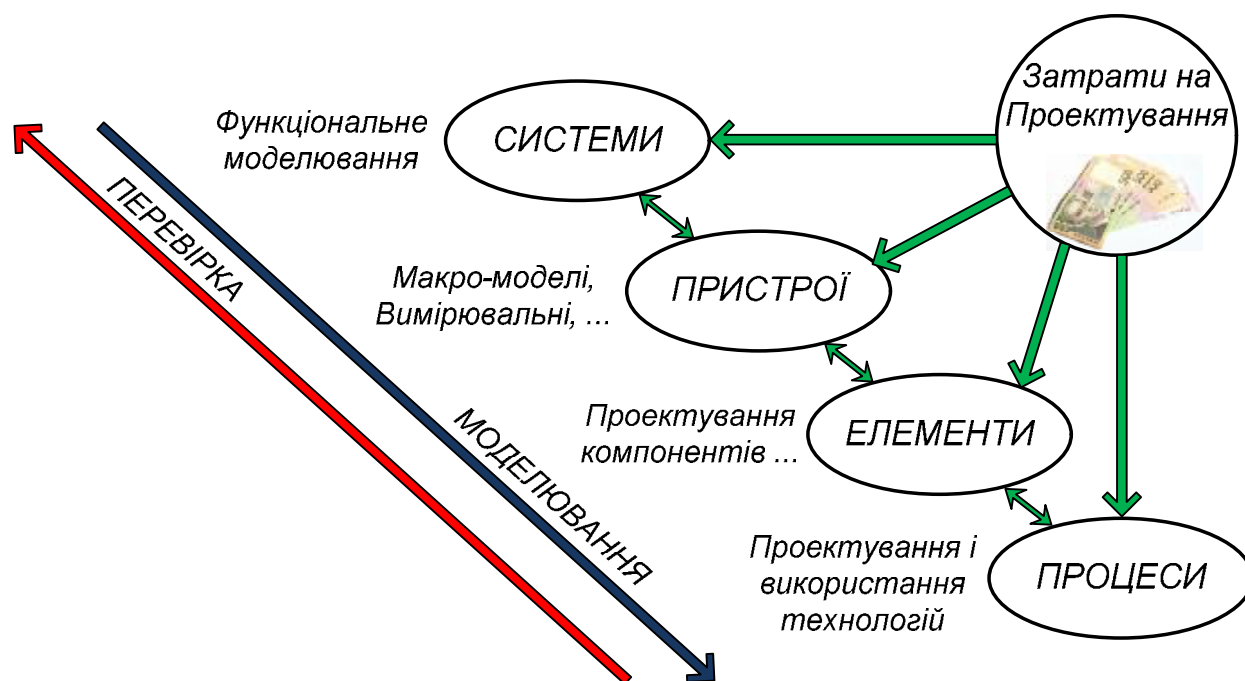 Затрати на
Проектування
Функціональне
моделювання
СИСТЕМИ
ПЕРЕВІРКА
Макро-моделі,
Вимірювальні, ...
ПРИСТРОЇ
МОДЕЛЮВАННЯ
Проектування
компонентів ...
ЕЛЕМЕНТИ
Проектування і
використання
технологій
ПРОЦЕСИ